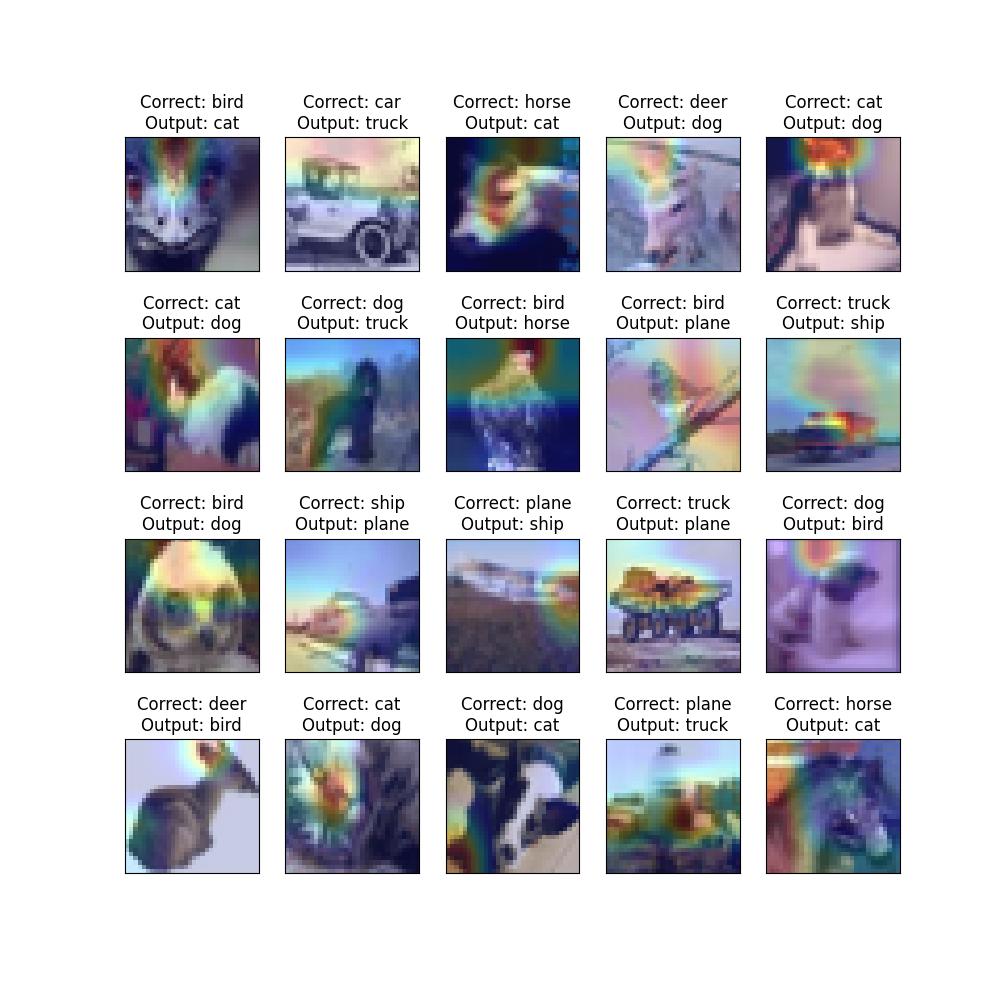 Correct: bird
Output: cat
Correct: car
Output: truck
Correct: horse
Output: cat
Correct: deer
Output: dog
Correct: cat
Output: dog
Correct: cat
Output: dog
Correct: dog
Output: truck
Correct: bird
Output: horse
Correct: bird
Output: plane
Correct: truck
Output: ship
Correct: bird
Output: dog
Correct: ship
Output: plane
Correct: plane
Output: ship
Correct: truck
Output: plane
Correct: dog
Output: bird
Correct: deer
Output: bird
Correct: cat
Output: dog
Correct: dog
Output: cat
Correct: plane
Output: truck
Correct: horse
Output: cat